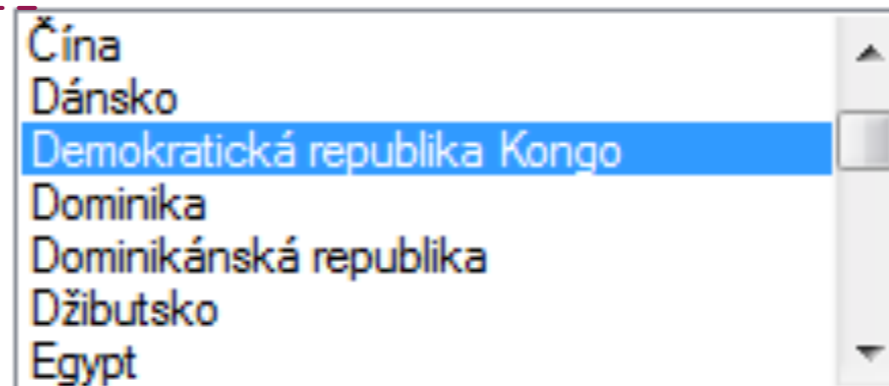 Čína
Dánsko
Demokratická republika Kongo
Dominika
Dominikánská republika
Džibutsko
Egypt